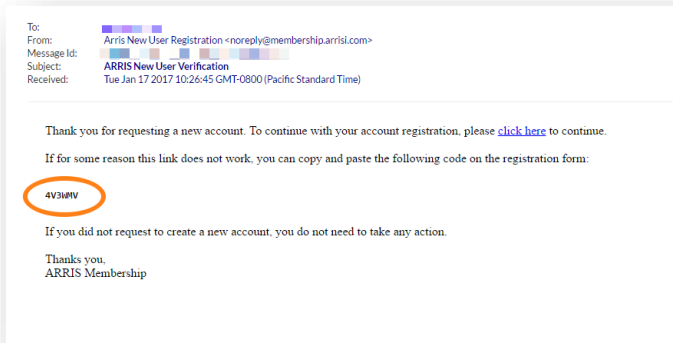 To:
From: Arris New User Registration <noreply@membership.arrisi.com>
Message Id:
Subject: ARRIS New User Verification
Received: Tue Jan 17 2017 10:26:45 GMT-0800 (Pacific Standard Time)
Thank you for requesting a new account. To continue with your account registration, please click here to continue.
If for some reason this link does not work, you can copy and paste the following code on the registration form:
4V3WMV
If you did not request to create a new account, you do not need to take any action.
Thanks you,
ARRIS Membership